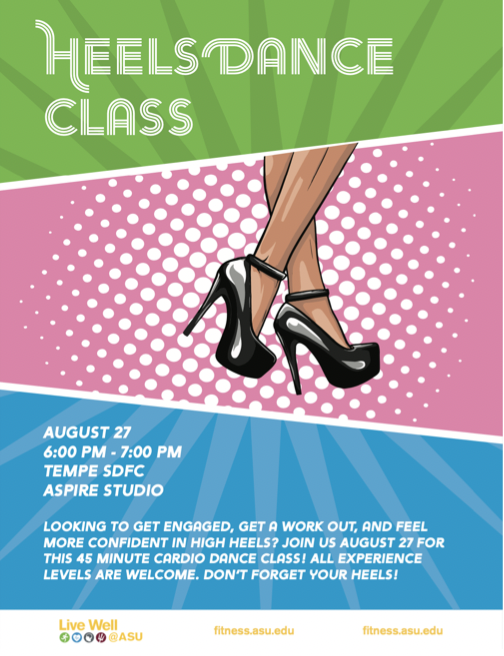 HEELS DANCE
CLASS
AUGUST 27
6:00 PM - 7:00 PM
TEMPE SDFC
ASPIRE STUDIO
LOOKING TO GET ENGAGED, GET A WORK OUT, AND FEEL
MORE CONFIDENT IN HIGH HEELS? JOIN US AUGUST 27 FOR
THIS 45 MINUTE CARDIO DANCE CLASS! ALL EXPERIENCE
LEVELS ARE WELCOME. DON'T FORGET YOUR HEELS!
Live Well
@ASU
fitness.asu.edu
fitness.asu.edu